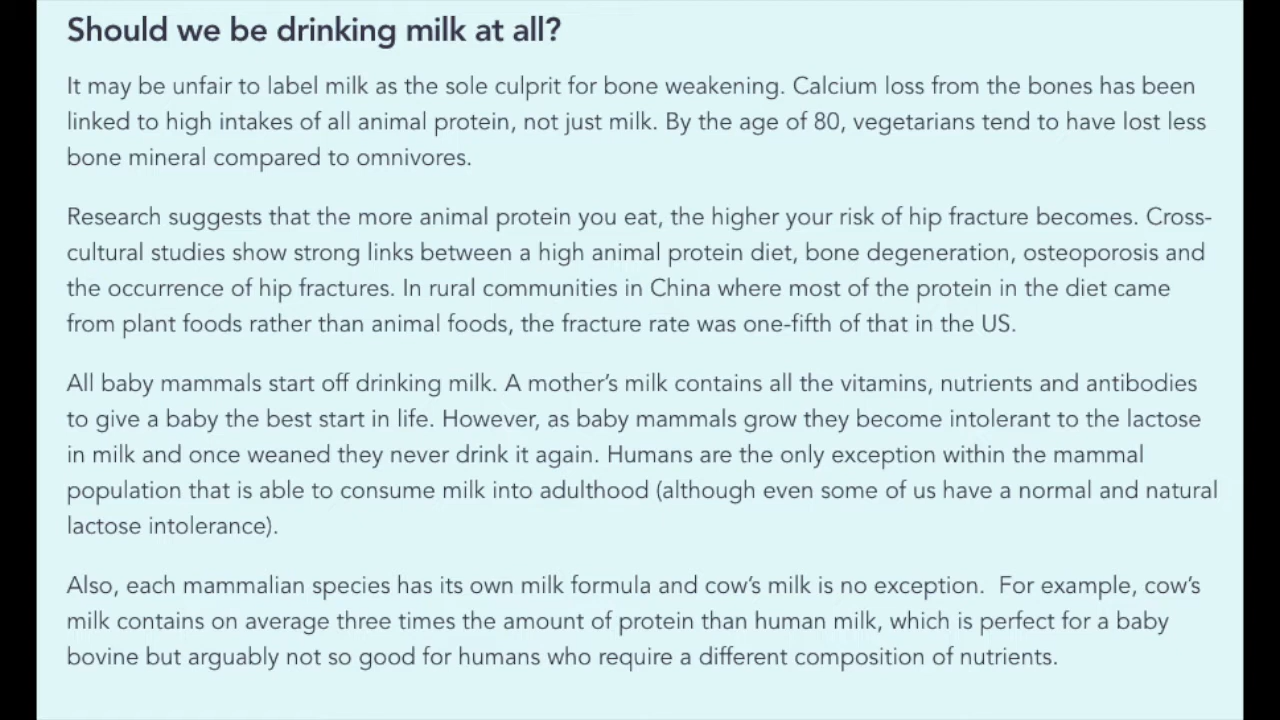 Should we be drinking milk at all?
It may be unfair to label milk as the sole culprit for bone weakening. Calcium loss from the bones has been
linked to high intakes of all animal protein, not just milk. By the age of 80, vegetarians tend to have lost less
bone mineral compared to omnivores.
Research suggests that the more animal protein you eat, the higher your risk of hip fracture becomes. Cross-
cultural studies show strong links between a high animal protein diet, bone degeneration, osteoporosis and
the occurrence of hip fractures. In rural communities in China where most of the protein in the diet came
from plant foods rather than animal foods, the fracture rate was one-fifth of that in the US.
All baby mammals start off drinking milk. A mother's milk contains all the vitamins, nutrients and antibodies
to give a baby the best start in life. However, as baby mammals grow they become intolerant to the lactose
in milk and once weaned they never drink it again. Humans are the only exception within the mammal
population that is able to consume milk into adulthood (although even some of us have a normal and natural
lactose intolerance).
Also, each mammalian species has its own milk formula and cow's milk is no exception.  For example, cow's
milk contains on average three times the amount of protein than human milk, which is perfect for a baby
bovine but arguably not so good for humans who require a different composition of nutrients.